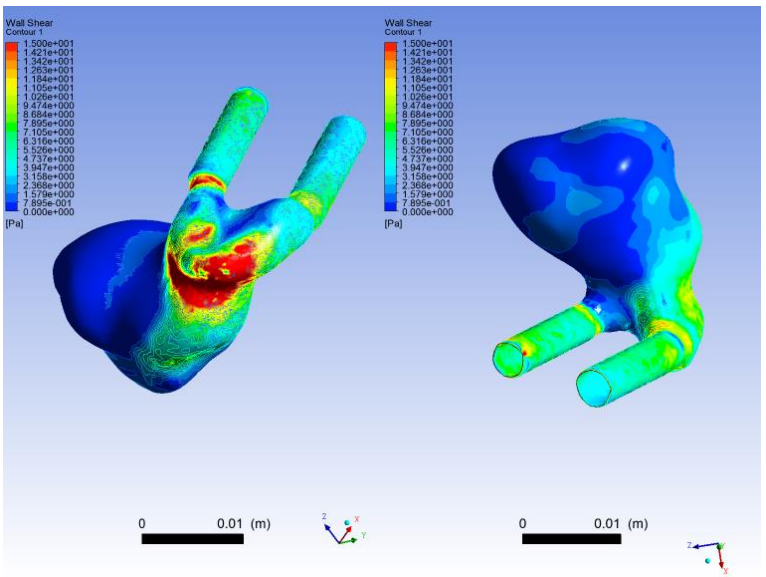 Wall Shear
Contour 1
1.500e+001
1.421e+001
1.342e+001
1.263e+001
1.184e+001
1.105e+001
1.026e+001
9.474e+000
8.684e+000
7.895e+000
7.105e+000
6.316e+000
5.526e+000
4.737e+000
3.947e+000
3.158e+000
2.368e+000
1.579e+000
7.895e-001
0.000e+000
[Pa]
0 0.01 (m)
Z X Y
Wall Shear
Contour 1
1.500e+001
1.421e+001
1.342e+001
1.263e+001
1.184e+001
1.105e+001
1.026e+001
9.474e+000
8.684e+000
7.895e+000
7.105e+000
6.316e+000
5.526e+000
4.737e+000
3.947e+000
3.158e+000
2.368e+000
1.579e+000
7.895e-001
0.000e+000
[Pa]
0 0.01 (m)
Z Y
X